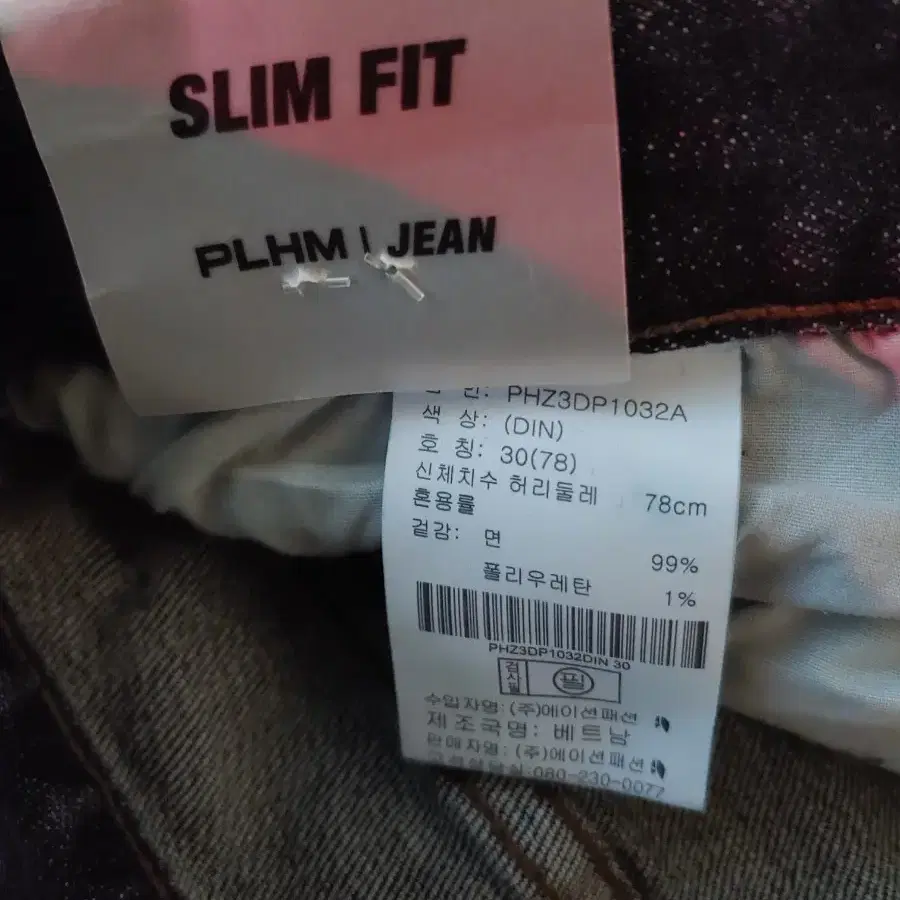 SLIM FIT
PLHM | JEAN
PHZ3DP1032A
색 상: (DIN)
호 칭: 30(78)
신체치수 허리둘레 78cm
혼용률
겉감: 면 99%
폴리우레탄 1%
PHZ3DP1032DIN 30
검사필 필
수입자명: (주)에이션패션
제조국명: 베트남
판매자명: (주)에이션패션
080-230-0077